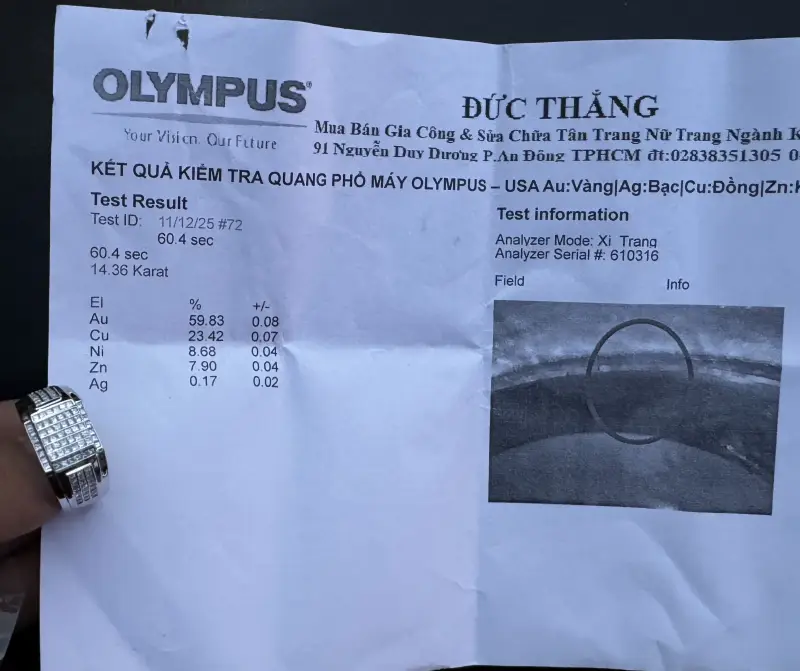 OLYMPUS®
Your Vision, Our Future
ĐỨC THẮNG
Mua Bán Gia Công & Sửa Chữa Tân Trang Nữ Trang Ngành
91 Nguyễn Duy Dương P.An Đông TPHCM đt:02838351305
KẾT QUẢ KIỂM TRA QUANG PHỔ MÁY OLYMPUS – USA Au:Vàng|Ag:Bạc|Cu:Đồng|Zn:
Test Result
Test ID: 11/12/25 #72
60.4 sec
60.4 sec
14.36 Karat
El % +/-
Au 59.83 0.08
Cu 23.42 0.07
Ni 8.68 0.04
Zn 7.90 0.04
Ag 0.17 0.02
Test information
Analyzer Mode: Xi Trang
Analyzer Serial #: 610316
Field Info